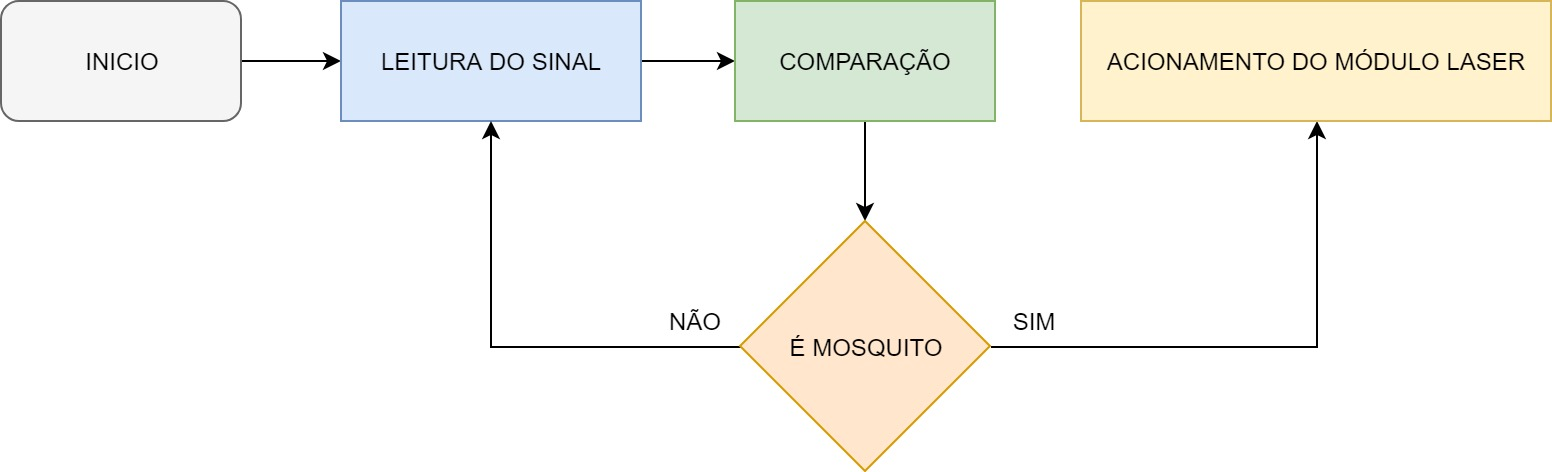 INICIO
LEITURA DO SINAL
COMPARAÇÃO
ACIONAMENTO DO MÓDULO LASER
NÃO
SIM
É MOSQUITO